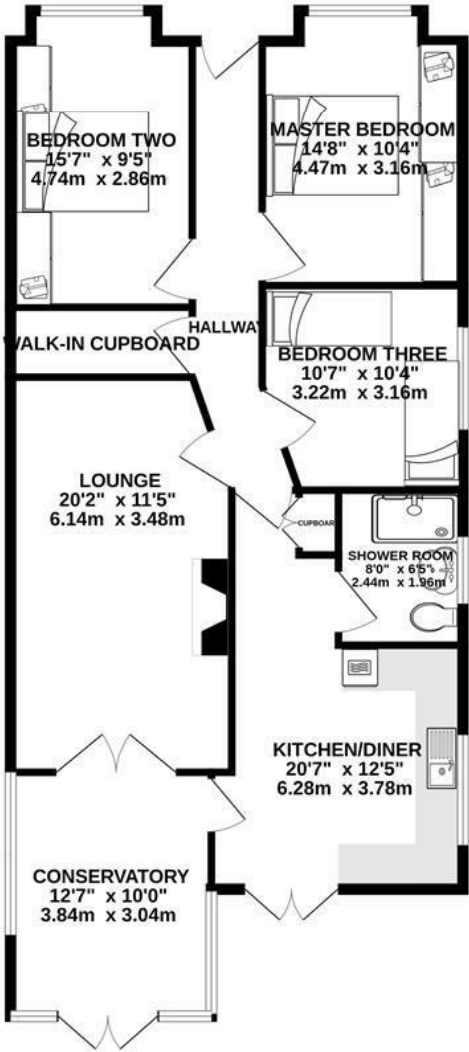 BEDROOM TWO
15'7" x 9'5"
4.74m x 2.86m
MASTER BEDROOM
14'8" x 10'4"
4.47m x 3.16m
HALLWAY
WALK-IN CUPBOARD
BEDROOM THREE
10'7" x 10'4"
3.22m x 3.16m
LOUNGE
20'2" x 11'5"
6.14m x 3.48m
CUPBOARD
SHOWER ROOM
8'0" x 6'5"
2.44m x 1.96m
KITCHEN/DINER
20'7" x 12'5"
6.28m x 3.78m
CONSERVATORY
12'7" x 10'0"
3.84m x 3.04m